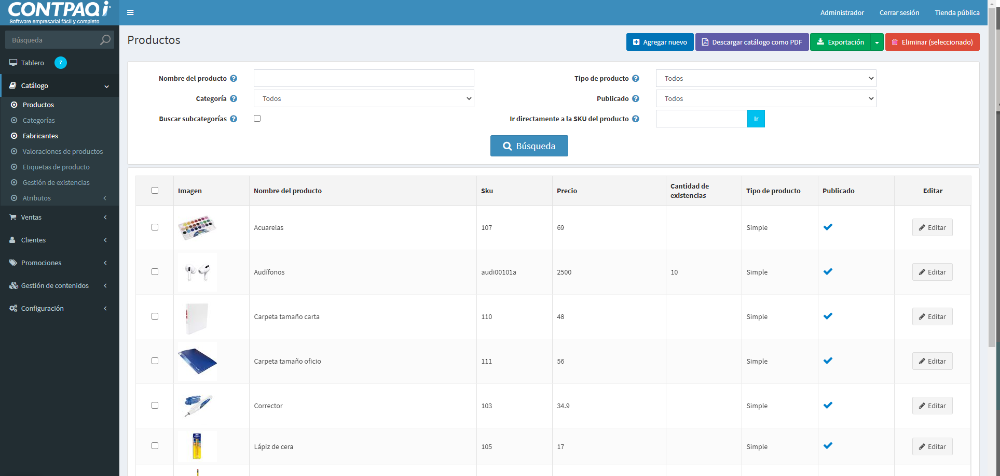 CONTPAQi
Software empresarial fácil y completo
Administrador
Cerrar sesión
Tienda pública
Búsqueda
Tablero
?
Catálogo
Productos
Categorías
Fabricantes
Valoraciones de productos
Etiquetas de producto
Gestión de existencias
Atributos
Ventas
Clientes
Promociones
Gestión de contenidos
Configuración
Productos
Agregar nuevo
Descargar catálogo como PDF
Exportación
Eliminar (seleccionado)
Nombre del producto ?
Tipo de producto ? Todos
Categoría ? Todos
Publicado ? Todos
Buscar subcategorías ?
Ir directamente a la SKU del producto ? Ir
Búsqueda
Imagen Nombre del producto Sku Precio Cantidad de existencias Tipo de producto Publicado Editar
Acuarelas 107 69 Simple Editar
Audífonos audi00101a 2500 10 Simple Editar
Carpeta tamaño carta 110 48 Simple Editar
Carpeta tamaño oficio 111 56 Simple Editar
Corrector 103 34.9 Simple Editar
Lápiz de cera 105 17 Simple Editar